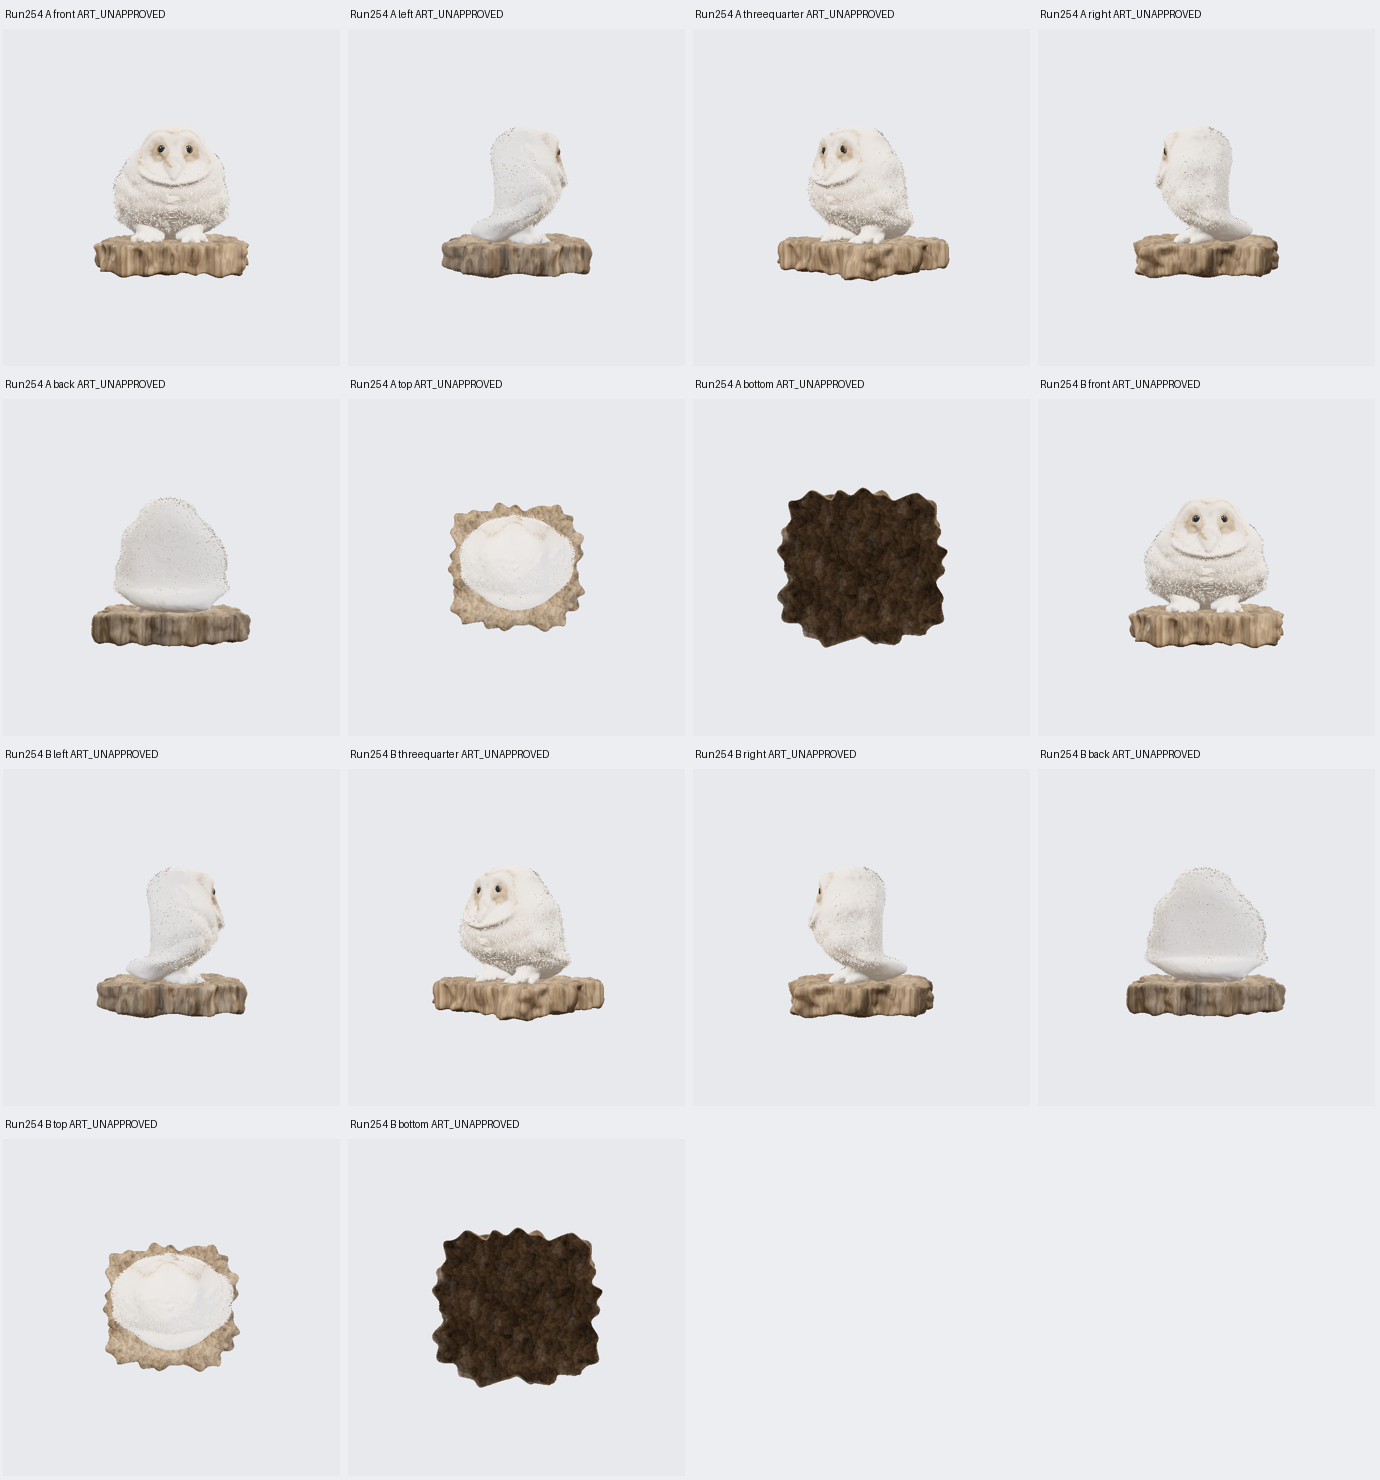 Run254 A front ART_UNAPPROVED
Run254 A left ART_UNAPPROVED
Run254 A threequarter ART_UNAPPROVED
Run254 A right ART_UNAPPROVED
Run254 A back ART_UNAPPROVED
Run254 A top ART_UNAPPROVED
Run254 A bottom ART_UNAPPROVED
Run254 B front ART_UNAPPROVED
Run254 B left ART_UNAPPROVED
Run254 B threequarter ART_UNAPPROVED
Run254 B right ART_UNAPPROVED
Run254 B back ART_UNAPPROVED
Run254 B top ART_UNAPPROVED
Run254 B bottom ART_UNAPPROVED